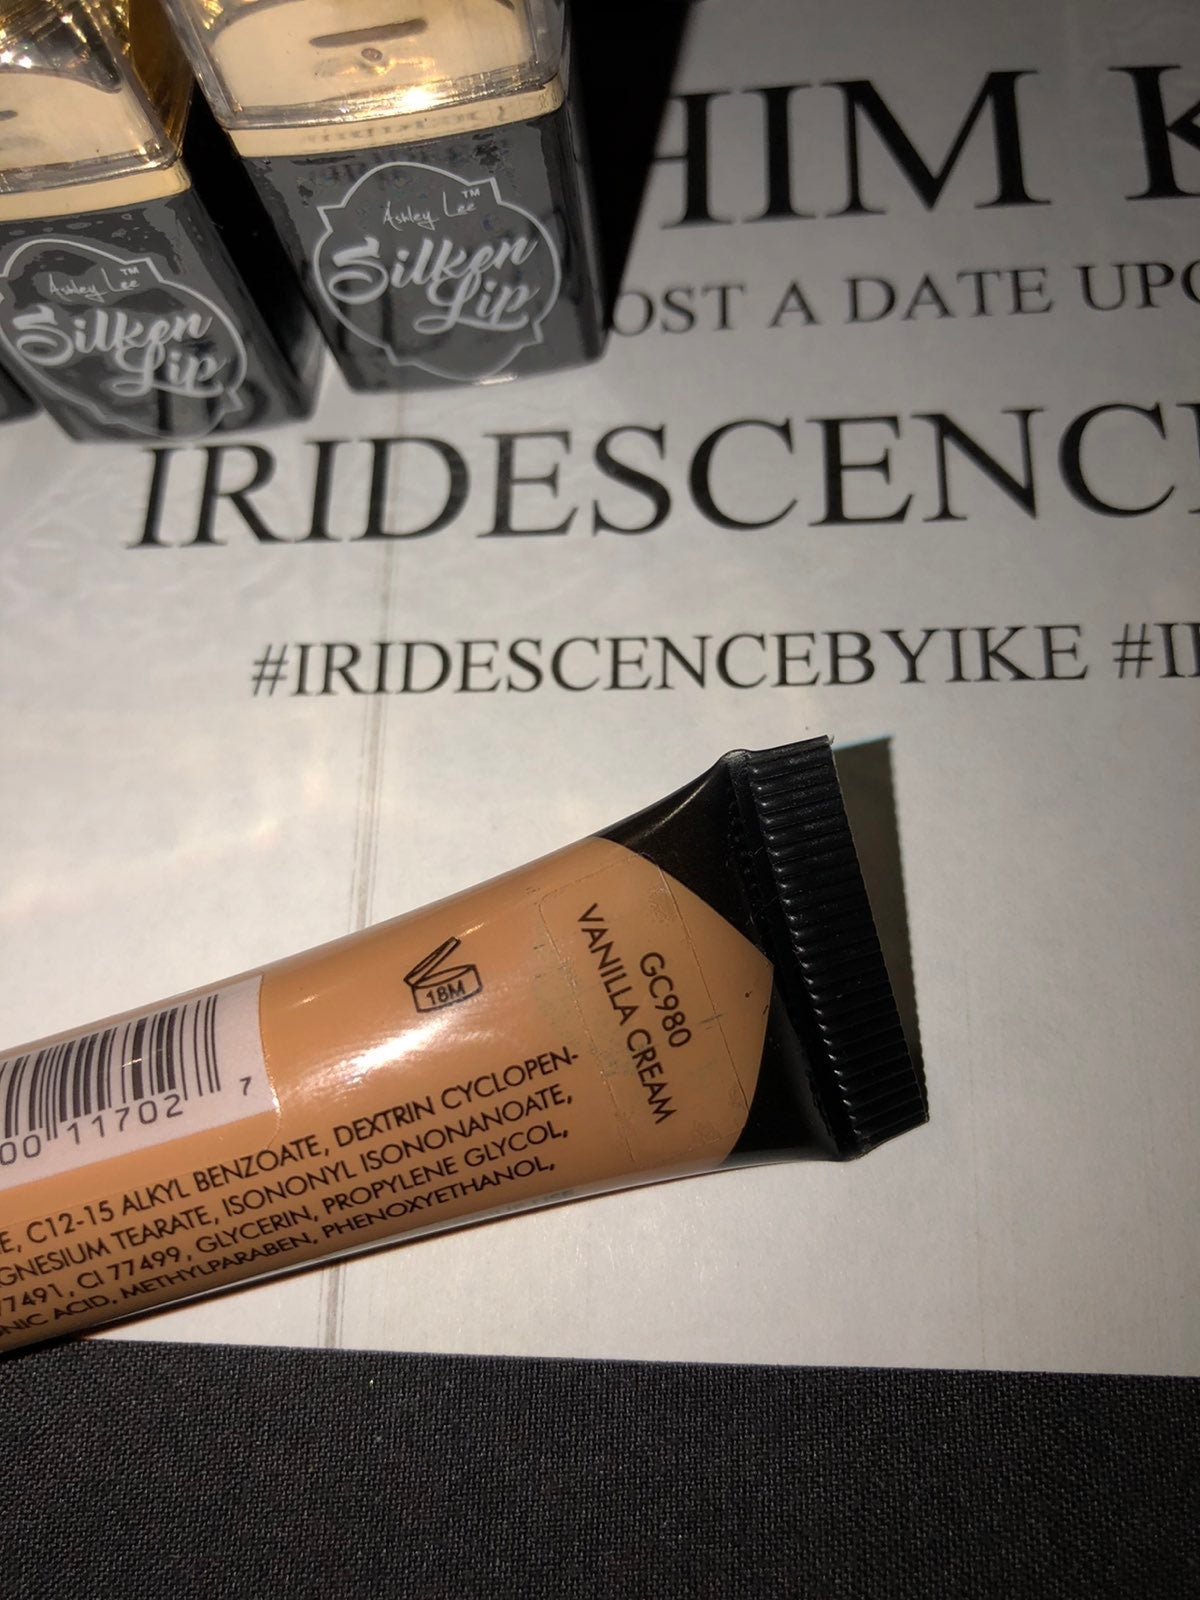 Ashley Lee™
Silken
Lip
Ashley Lee™
Silken
Lip
HIM K
OST A DATE UPO
IRIDESCENC
#IRIDESCENCEBYIKE #I
GC980
VANILLA CREAM
18M
00 11702 7
E, C12-15 ALKYL BENZOATE, DEXTRIN CYCLOPEN-
GNESIUM TEARATE, ISONONYL ISONONANOATE,
77491, CI 77499, GLYCERIN, PROPYLENE GLYCOL,
NIC ACID, METHYLPARABEN, PHENOXYETHANOL,